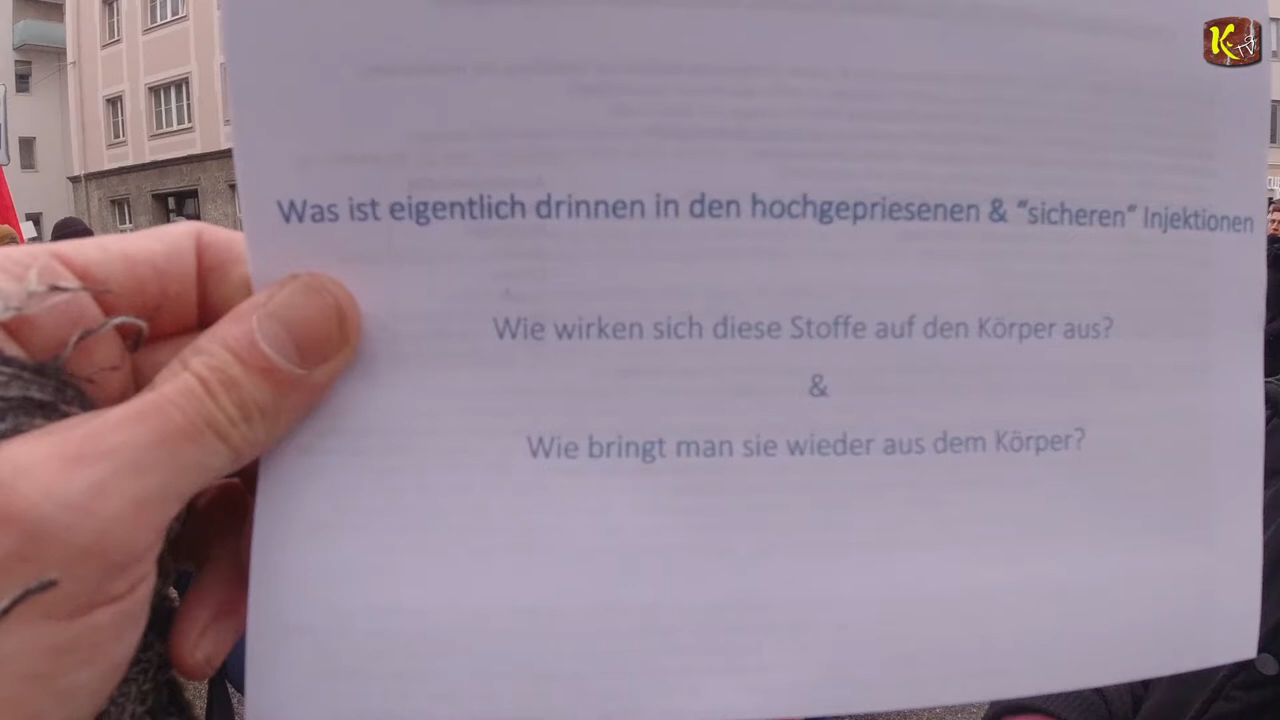 K-TV
Was ist eigentlich drinnen in den hochgepriesenen & "sicheren" Injektionen
Wie wirken sich diese Stoffe auf den Körper aus?
&
Wie bringt man sie wieder aus dem Körper?